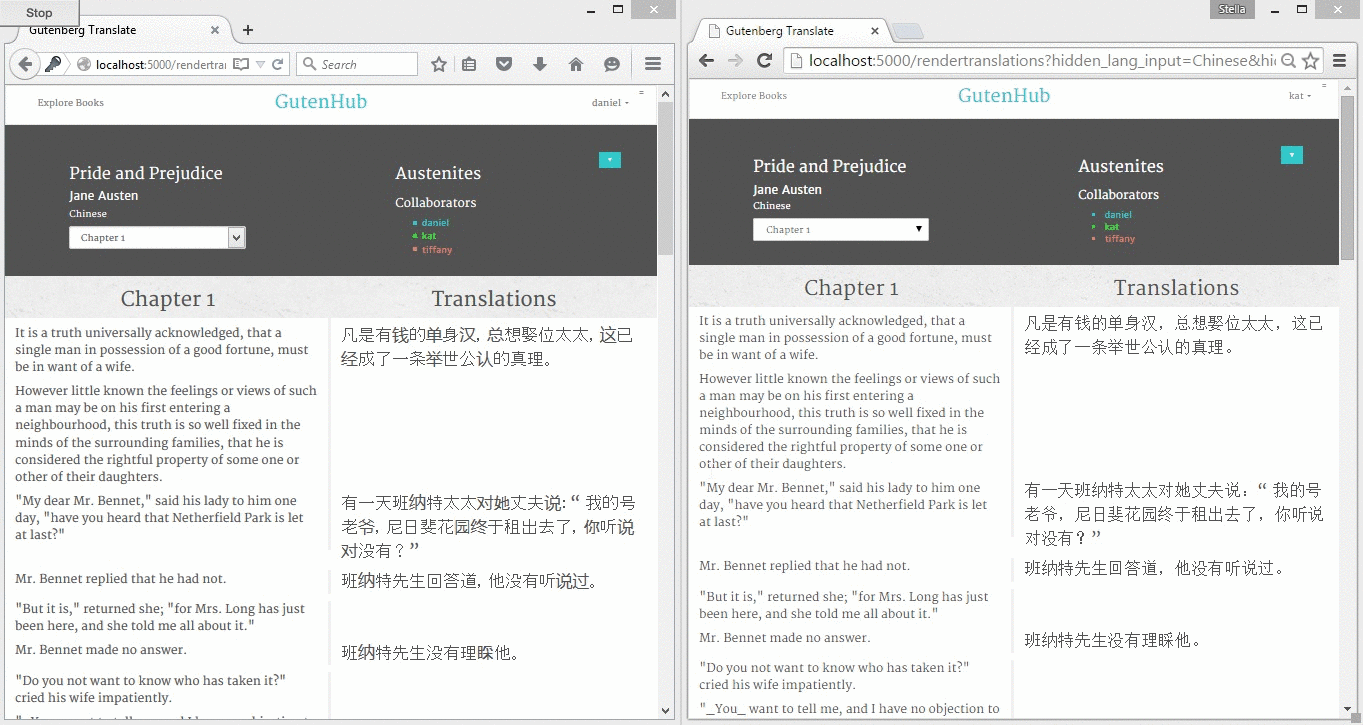 Stop
Gutenberg Translate
localhost:5000/rendertra
Search
Explore Books
GutenHub
daniel
Pride and Prejudice
Jane Austen
Chinese
Chapter 1
Austenites
Collaborators
daniel
kat
tiffany
Chapter 1
Translations
It is a truth universally acknowledged, that a
single man in possession of a good fortune, must
be in want of a wife.
凡是有钱的单身汉, 总想娶位太太, 这已
经成了一条举世公认的真理。
However little known the feelings or views of such
a man may be on his first entering a
neighbourhood, this truth is so well fixed in the
minds of the surrounding families, that he is
considered the rightful property of some one or
other of their daughters.
"My dear Mr. Bennet," said his lady to him one
day, "have you heard that Netherfield Park is let
at last?"
有一天班纳特太太对她丈夫说:“ 我的号
老爷, 尼日斐花园终于租出去了, 你听说
对没有？”
Mr. Bennet replied that he had not.
班纳特先生回答道, 他没有听说过。
"But it is," returned she; "for Mrs. Long has just
been here, and she told me all about it."
Mr. Bennet made no answer.
班纳特先生没有理睬他。
"Do you not want to know who has taken it?"
cried his wife impatiently.
Stella
Gutenberg Translate
localhost:5000/rendertranslations?hidden_lang_input=Chinese&hi
Explore Books
GutenHub
kat
Pride and Prejudice
Jane Austen
Chinese
Chapter 1
Austenites
Collaborators
daniel
kat
tiffany
Chapter 1
Translations
It is a truth universally acknowledged, that a
single man in possession of a good fortune, must
be in want of a wife.
凡是有钱的单身汉，总想娶位太太，这已
经成了一条举世公认的真理。
However little known the feelings or views of such
a man may be on his first entering a
neighbourhood, this truth is so well fixed in the
minds of the surrounding families, that he is
considered the rightful property of some one or
other of their daughters.
"My dear Mr. Bennet," said his lady to him one
day, "have you heard that Netherfield Park is let
at last?"
有一天班纳特太太对她丈夫说：“ 我的号
老爷，尼日斐花园终于租出去了，你听说
对没有？”
Mr. Bennet replied that he had not.
班纳特先生回答道，他没有听说过。
"But it is," returned she; "for Mrs. Long has just
been here, and she told me all about it."
Mr. Bennet made no answer.
班纳特先生没有理睬他。
"Do you not want to know who has taken it?"
cried his wife impatiently.
"_You_ want to tell me, and I have no objection to